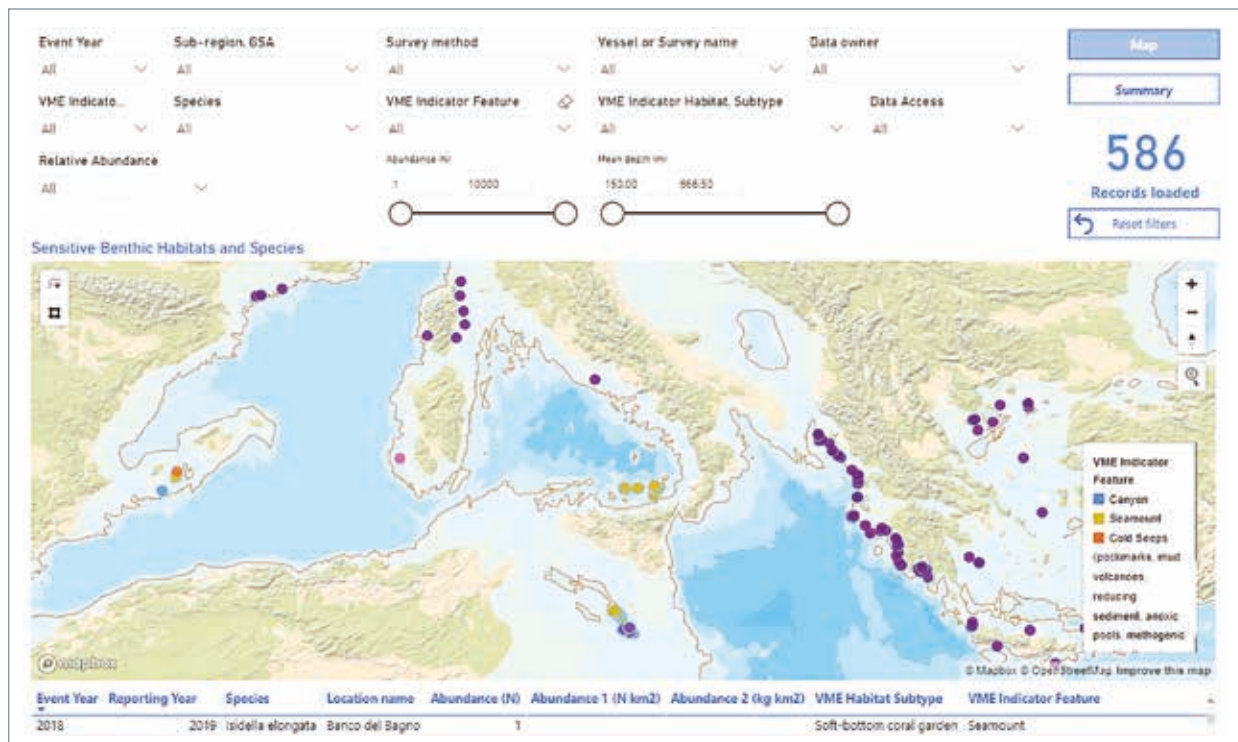 Event Year Sub-region, GSA Survey method Vessel or Survey name Data owner
All All All All All
Map
Summary
VME Indicato... Species VME Indicator Feature VME Indicator Habitat, Subtype Data Access
All All All All All
Relative Abundance
All
Abundance (N)
1 10000
Mean depth (m)
586
Records loaded
Reset filters
Sensitive Benthic Habitats and Species
VME Indicator
Feature
Canyon
Seamount
Cold Seeps
(pockmarks, mud
volcanoes
reducing
sediment, anoxic
pools, methogenic
mapbox
© Mapbox © OpenStreetMap Improve this map
Event Year Reporting Year Species Location name Abundance (N) Abundance 1 (N km2) Abundance 2 (kg km2) VME Habitat Subtype VME Indicator Feature
2018 2019 Isidella elongata Banco del Bagno 1 Soft-bottom coral garden Seamount